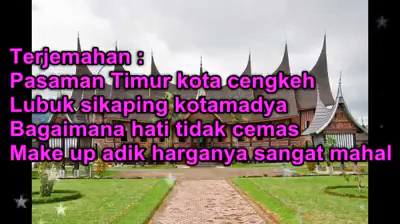 Terjemahan :
Pasaman Timur kota cengkeh
Lubuk sikaping kotamadya
Bagaimana hati tidak cemas
Make up adik harganya sangat mahal